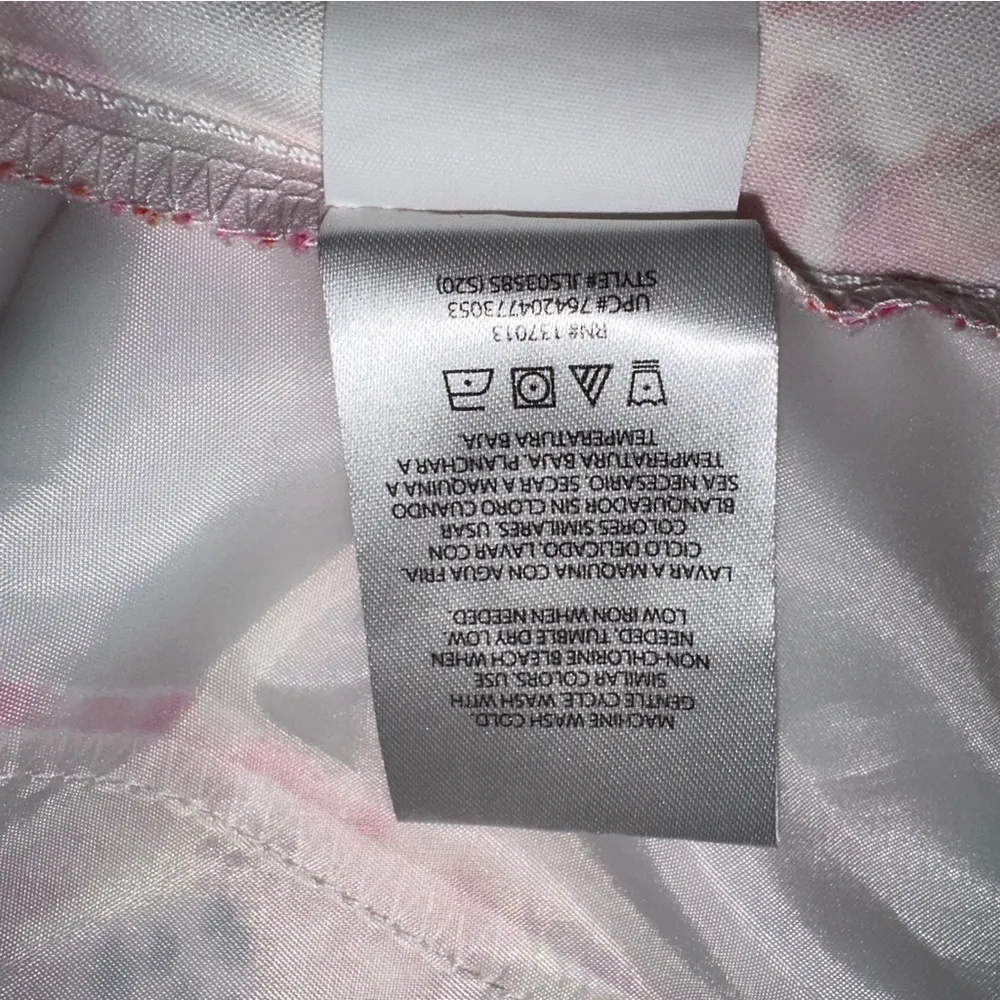 MACHINE WASH COLD.
GENTLE CYCLE. WASH WITH
SIMILAR COLORS. USE
NON-CHLORINE BLEACH WHEN
NEEDED. TUMBLE DRY LOW.
LOW IRON WHEN NEEDED.
LAVAR A MAQUINA CON AGUA FRIA.
CICLO DELICADO. LAVAR CON
COLORES SIMILARES. USAR
BLANQUEADOR SIN CLORO CUANDO
SEA NECESARIO. SECAR A MAQUINA A
TEMPERATURA BAJA. PLANCHAR A
TEMPERATURA BAJA.
RN# 137013
UPC# 764204773053
STYLE# JLS0358S (S20)